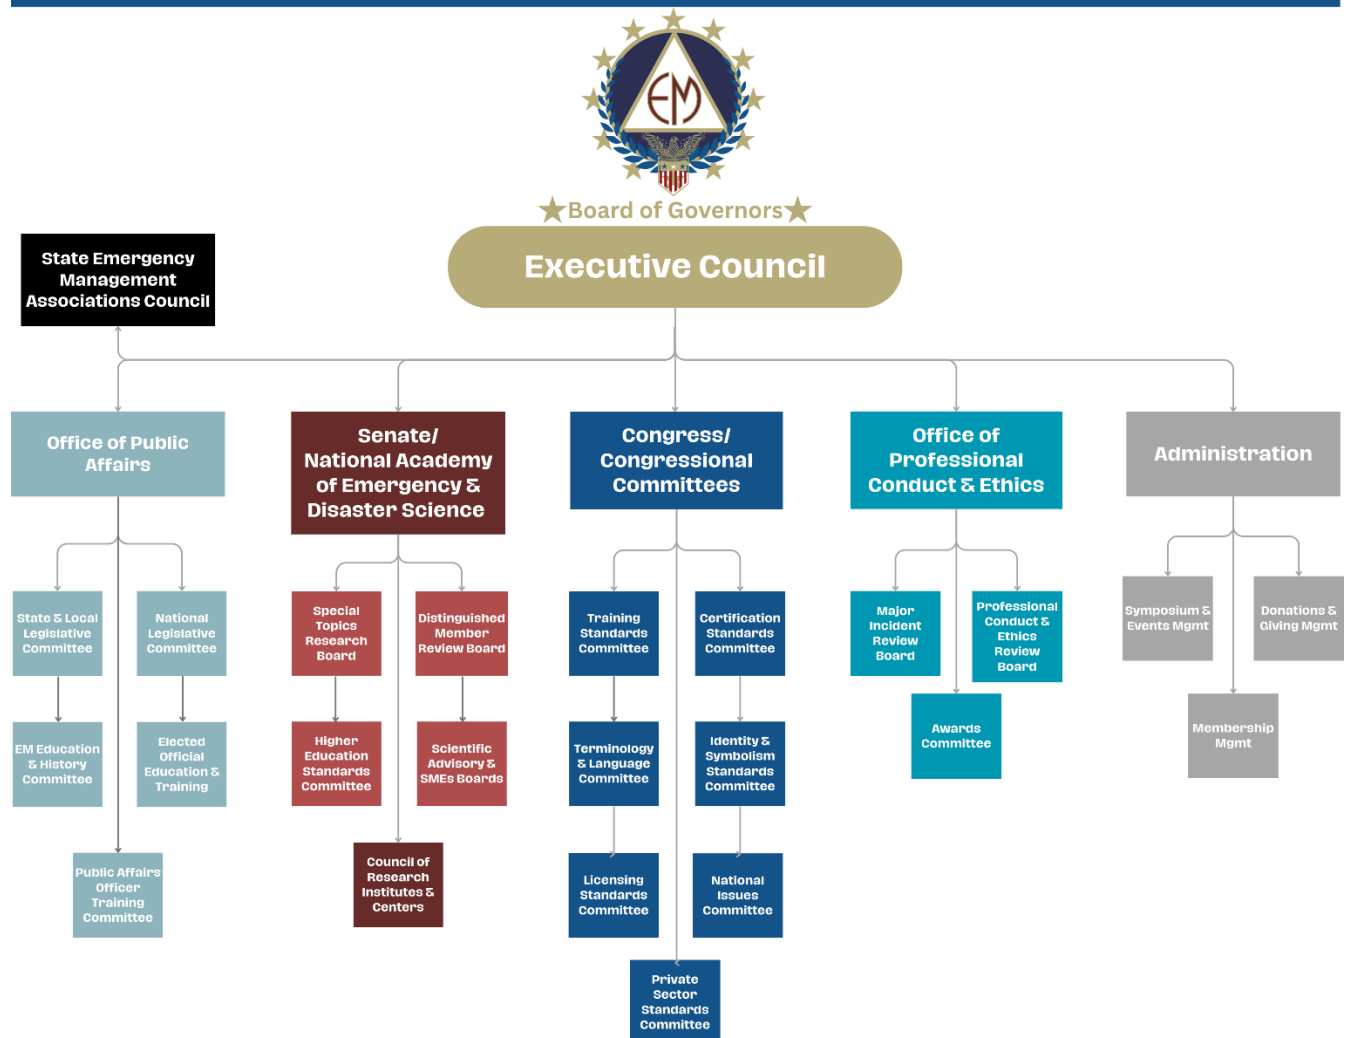 EM
Board of Governors
Executive Council
State Emergency
Management
Associations Council
Office of Public
Affairs
Senate/
National Academy
of Emergency &
Disaster Science
Congress/
Congressional
Committees
Office of
Professional
Conduct & Ethics
Administration
State & Local
Legislative
Committee
National
Legislative
Committee
EM Education
& History
Committee
Elected
Official
Education &
Training
Public Affairs
Officer
Training
Committee
Special
Topics
Research
Board
Distinguished
Member
Review Board
Higher
Education
Standards
Committee
Scientific
Advisory &
SMEs Boards
Council of
Research
Institutes &
Centers
Training
Standards
Committee
Certification
Standards
Committee
Terminology
& Language
Committee
Identity &
Symbolism
Standards
Committee
Licensing
Standards
Committee
National
Issues
Committee
Private
Sector
Standards
Committee
Major
Incident
Review
Board
Professional
Conduct &
Ethics
Review
Board
Awards
Committee
Symposium &
Events Mgmt
Donations &
Giving Mgmt
Membership
Mgmt